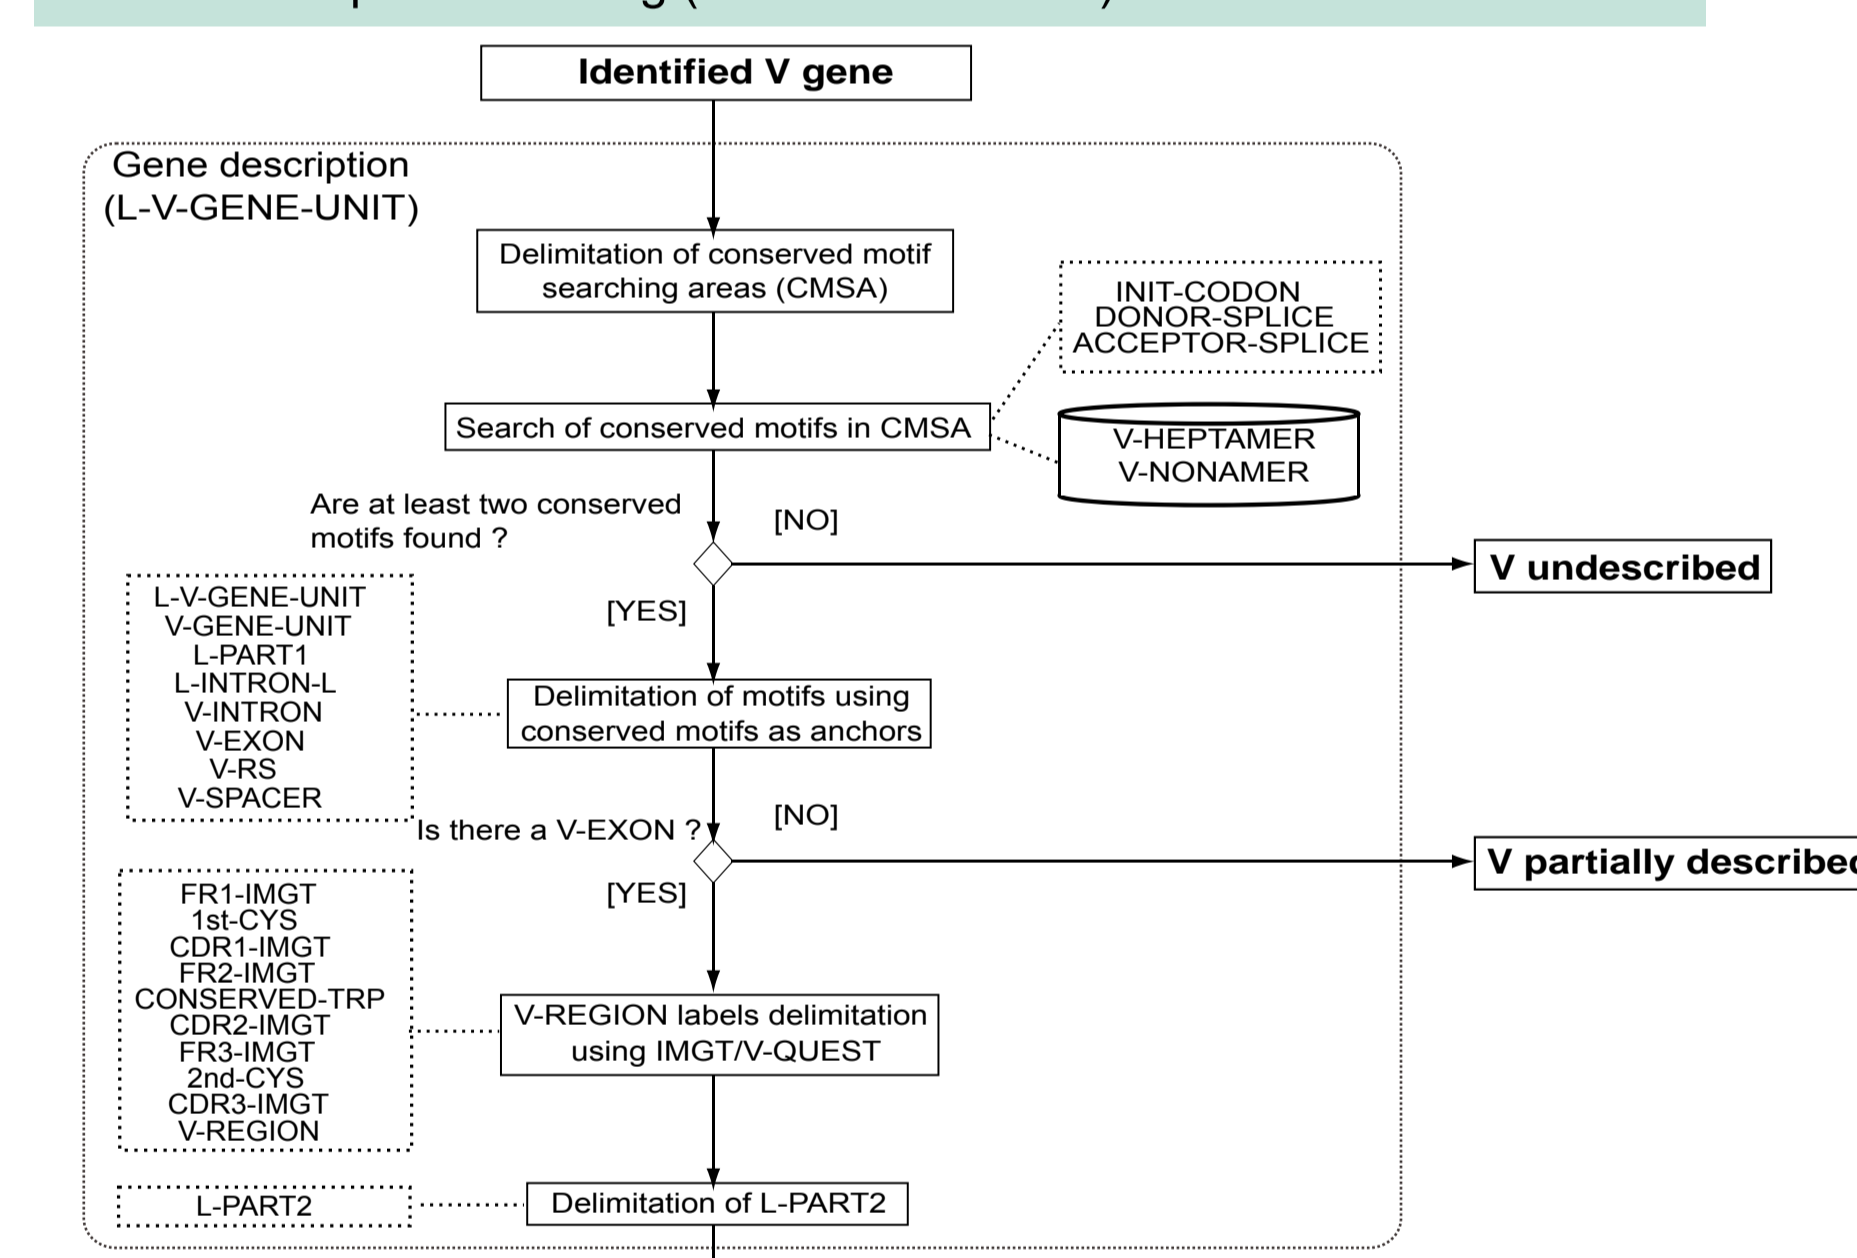 Identified V gene
Gene description
(L-V-GENE-UNIT)
Delimitation of conserved motif
searching areas (CMSA)
INIT-CODON
DONOR-SPLICE
ACCEPTOR-SPLICE
Search of conserved motifs in CMSA
V-HEPTAMER
V-NONAMER
Are at least two conserved
motifs found ?
[NO]
V undescribed
[YES]
L-V-GENE-UNIT
V-GENE-UNIT
L-PART1
L-INTRON-L
V-INTRON
V-EXON
V-RS
V-SPACER
Delimitation of motifs using
conserved motifs as anchors
Is there a V-EXON ?
[NO]
V partially described
[YES]
FR1-IMGT
1st-CYS
CDR1-IMGT
FR2-IMGT
CONSERVED-TRP
CDR2-IMGT
FR3-IMGT
2nd-CYS
CDR3-IMGT
V-REGION
V-REGION labels delimitation
using IMGT/V-QUEST
L-PART2
Delimitation of L-PART2